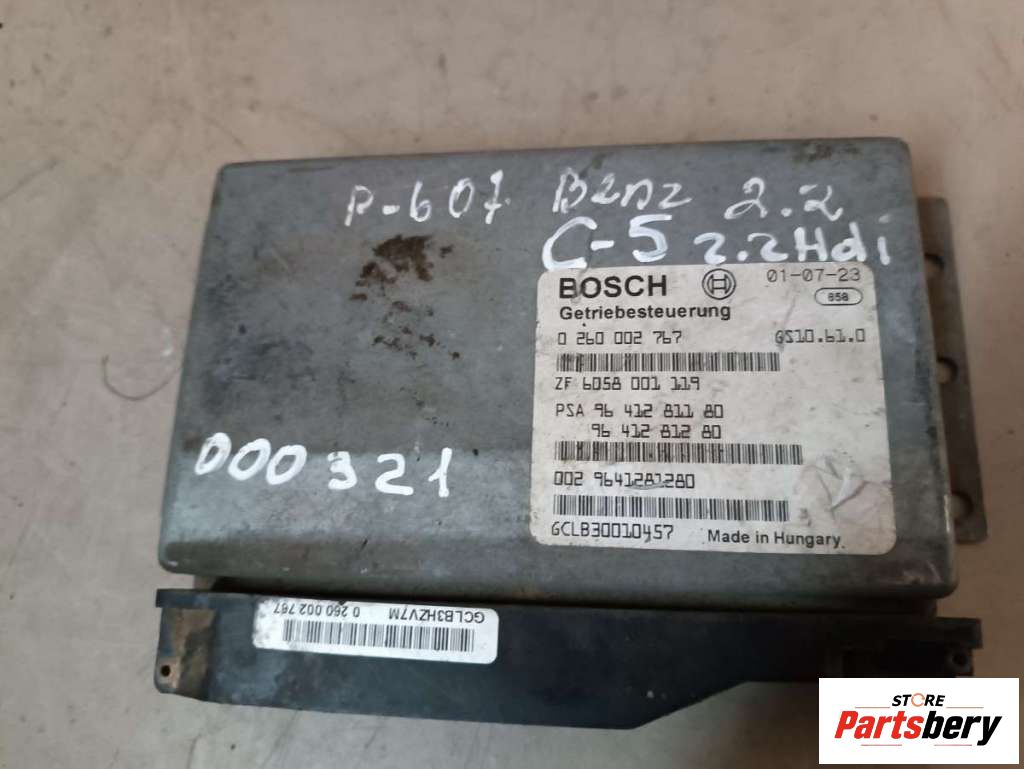 P-607 Benz 2.2
C-5 2.2Hdi
000321
BOSCH 01-07-23
858
Getriebesteuerung
0 260 002 767 GS10.61.0
ZF 6058 001 119
PSA 96 412 811 80
96 412 812 80
002 9641281280
GCLB30010457 Made in Hungary
GCLB3HZV7M
0 260 002 767
STORE
Partsbery